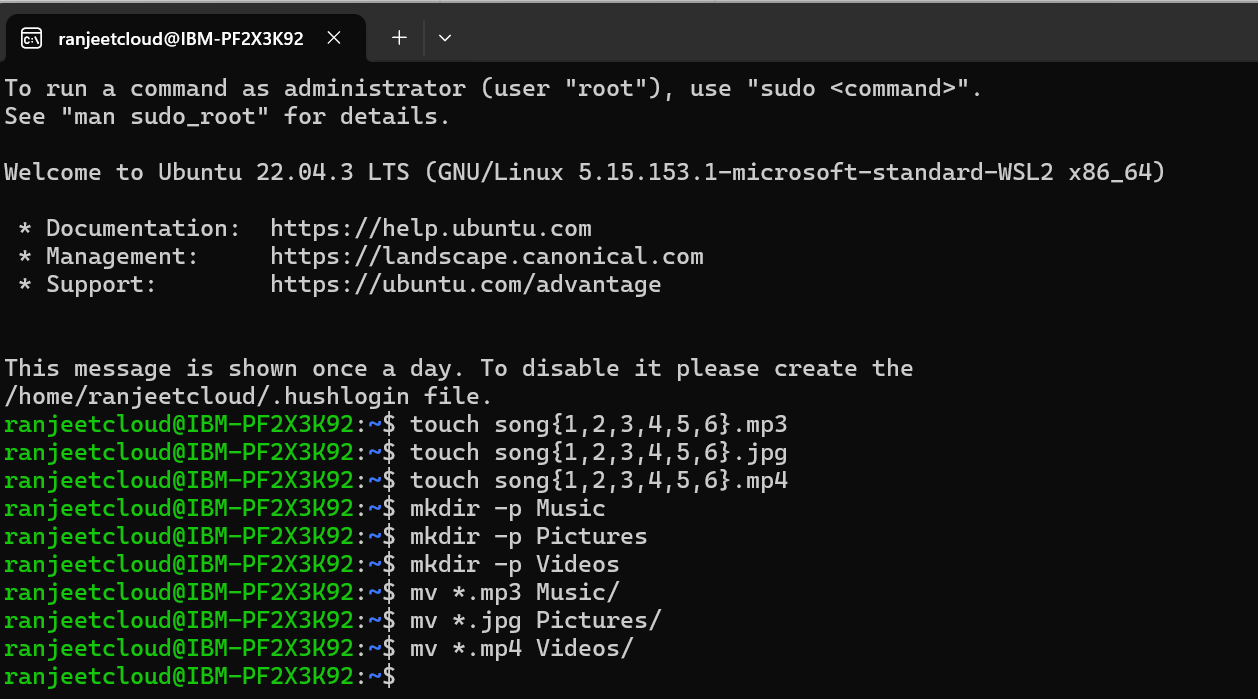 ranjeetcloud@IBM-PF2X3K92
To run a command as administrator (user "root"), use "sudo <command>".
See "man sudo_root" for details.
Welcome to Ubuntu 22.04.3 LTS (GNU/Linux 5.15.153.1-microsoft-standard-WSL2 x86_64)
* Documentation:  https://help.ubuntu.com
* Management:     https://landscape.canonical.com
* Support:        https://ubuntu.com/advantage
This message is shown once a day. To disable it please create the
/home/ranjeetcloud/.hushlogin file.
ranjeetcloud@IBM-PF2X3K92:~$ touch song{1,2,3,4,5,6}.mp3
ranjeetcloud@IBM-PF2X3K92:~$ touch song{1,2,3,4,5,6}.jpg
ranjeetcloud@IBM-PF2X3K92:~$ touch song{1,2,3,4,5,6}.mp4
ranjeetcloud@IBM-PF2X3K92:~$ mkdir -p Music
ranjeetcloud@IBM-PF2X3K92:~$ mkdir -p Pictures
ranjeetcloud@IBM-PF2X3K92:~$ mkdir -p Videos
ranjeetcloud@IBM-PF2X3K92:~$ mv *.mp3 Music/
ranjeetcloud@IBM-PF2X3K92:~$ mv *.jpg Pictures/
ranjeetcloud@IBM-PF2X3K92:~$ mv *.mp4 Videos/
ranjeetcloud@IBM-PF2X3K92:~$